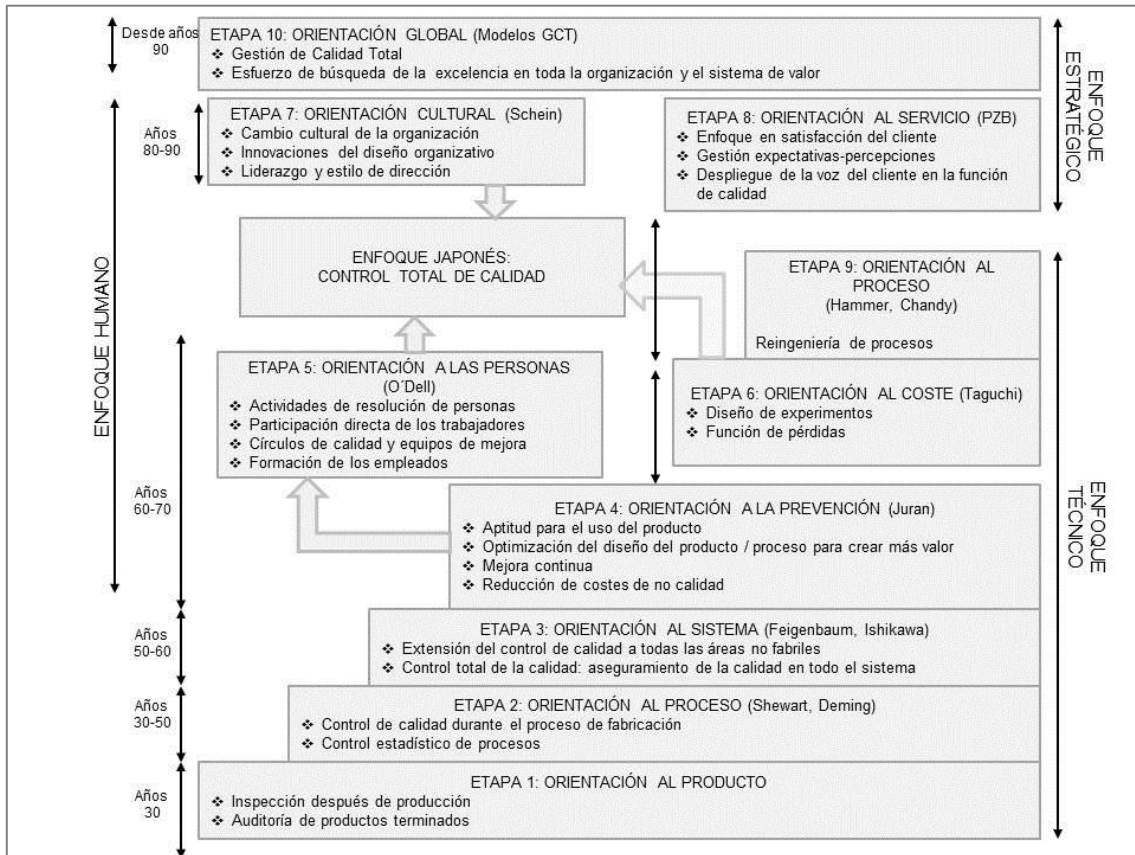 Desde años
90
ETAPA 10: ORIENTACIÓN GLOBAL (Modelos GCT)
❖ Gestión de Calidad Total
❖ Esfuerzo de búsqueda de la excelencia en toda la organización y el sistema de valor
ENFOQUE
ESTRATÉGICO
Años
80-90
ETAPA 7: ORIENTACIÓN CULTURAL (Schein)
❖ Cambio cultural de la organización
❖ Innovaciones del diseño organizativo
❖ Liderazgo y estilo de dirección
ETAPA 8: ORIENTACIÓN AL SERVICIO (PZB)
❖ Enfoque en satisfacción del cliente
❖ Gestión expectativas-percepciones
❖ Despliegue de la voz del cliente en la función
de calidad
ENFOQUE HUMANO
ENFOQUE JAPONÉS:
CONTROL TOTAL DE CALIDAD
ETAPA 9: ORIENTACIÓN AL
PROCESO
(Hammer, Chandy)
Reingeniería de procesos
ETAPA 5: ORIENTACIÓN A LAS PERSONAS
(O´Dell)
❖ Actividades de resolución de personas
❖ Participación directa de los trabajadores
❖ Círculos de calidad y equipos de mejora
❖ Formación de los empleados
ETAPA 6: ORIENTACIÓN AL COSTE (Taguchi)
❖ Diseño de experimentos
❖ Función de pérdidas
ENFOQUE
TÉCNICO
Años
60-70
ETAPA 4: ORIENTACIÓN A LA PREVENCIÓN (Juran)
❖ Aptitud para el uso del producto
❖ Optimización del diseño del producto / proceso para crear más valor
❖ Mejora continua
❖ Reducción de costes de no calidad
Años
50-60
ETAPA 3: ORIENTACIÓN AL SISTEMA (Feigenbaum, Ishikawa)
❖ Extensión del control de calidad a todas las áreas no fabriles
❖ Control total de la calidad: aseguramiento de la calidad en todo el sistema
Años
30-50
ETAPA 2: ORIENTACIÓN AL PROCESO (Shewart, Deming)
❖ Control de calidad durante el proceso de fabricación
❖ Control estadístico de procesos
Años
30
ETAPA 1: ORIENTACIÓN AL PRODUCTO
❖ Inspección después de producción
❖ Auditoría de productos terminados